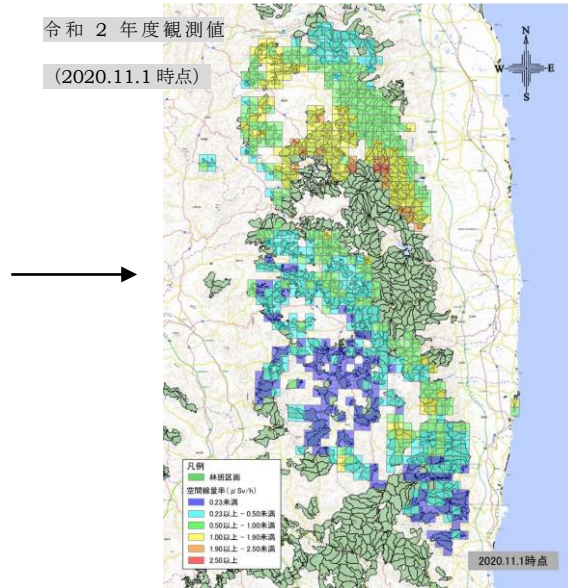 令和 2 年度観測値
（2020.11.1 時点）
N
W E
S
凡例
林班区画
空間線量率(μSv/h)
0.23未満
0.23以上 - 0.50未満
0.50以上 - 1.00未満
1.00以上 - 1.90未満
1.90以上 - 2.50未満
2.50以上
2020.11.1時点